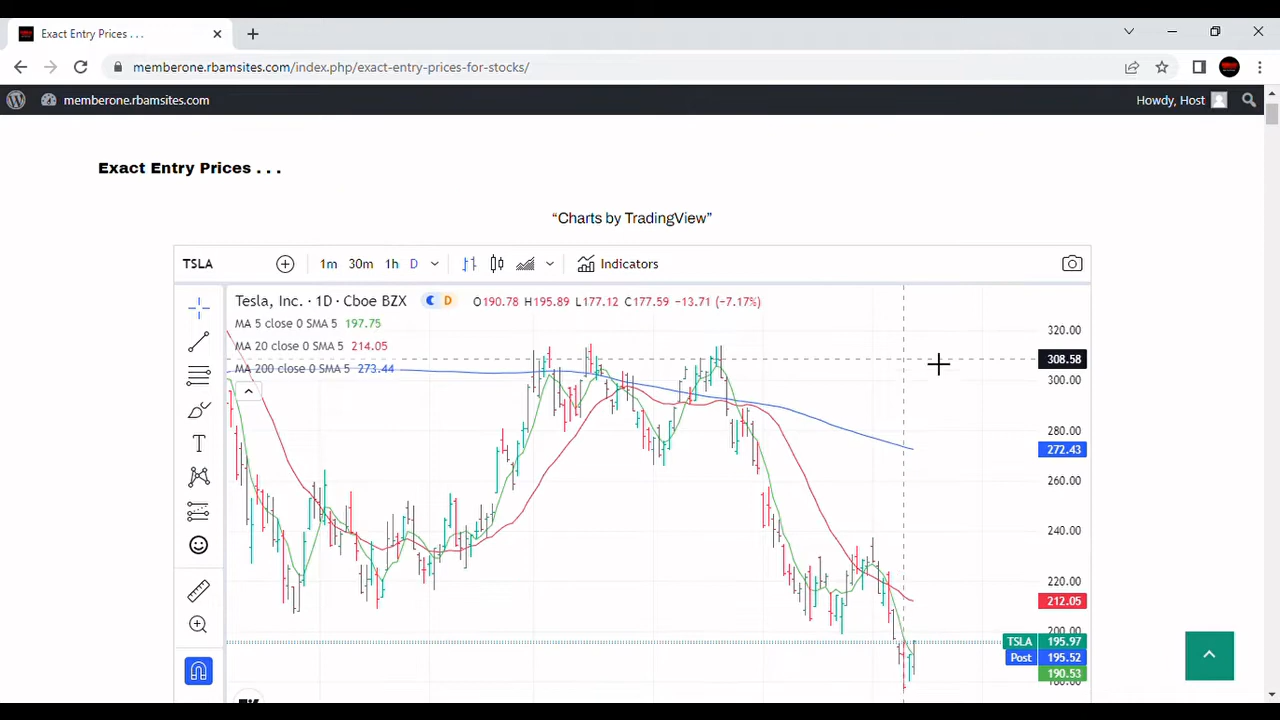 Exact Entry Prices . . .
memberone.rbamsites.com/index.php/exact-entry-prices-for-stocks/
memberone.rbamsites.com
Howdy, Host
Exact Entry Prices . . .
“Charts by TradingView”
TSLA
1m 30m 1h D
Indicators
Tesla, Inc. · 1D · Cboe BZX D O190.78 H195.89 L177.12 C177.59 −13.71 (−7.17%)
MA 5 close 0 SMA 5 197.75
MA 20 close 0 SMA 5 214.05
MA 200 close 0 SMA 5 273.44
320.00
308.58
300.00
280.00
272.43
260.00
240.00
220.00
212.05
200.00
TSLA 195.97
Post 195.52
190.53
180.00
T